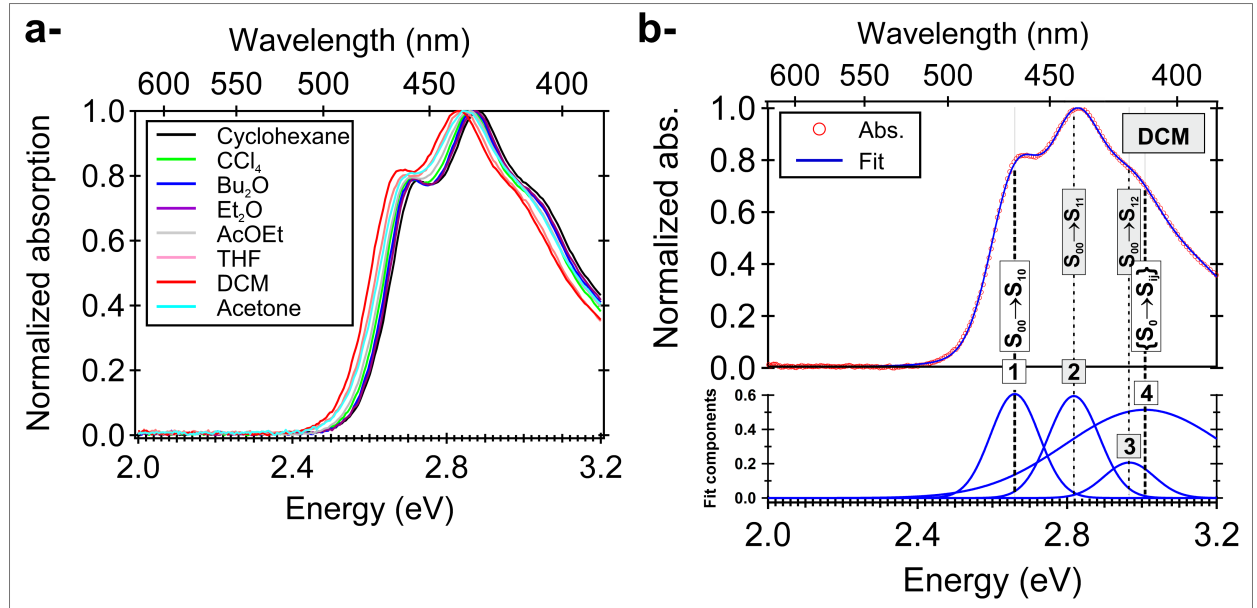 a-
Wavelength (nm)
600 550 500 450 400
Normalized absorption
1.0
0.8
0.6
0.4
0.2
0.0
Cyclohexane
CCl₄
Bu₂O
Et₂O
AcOEt
THF
DCM
Acetone
2.0 2.4 2.8 3.2
Energy (eV)
b-
Wavelength (nm)
600 550 500 450 400
Normalized abs.
1.0
0.8
0.6
0.4
0.2
0.0
Abs.
Fit
DCM
S₀₀→S₁₀
S₀₀→S₁₁
S₀₀→S₁₂
{S₀→Sᵢⱼ}
1
2
3
4
Fit components
0.6
0.4
0.2
0.0
2.0 2.4 2.8 3.2
Energy (eV)